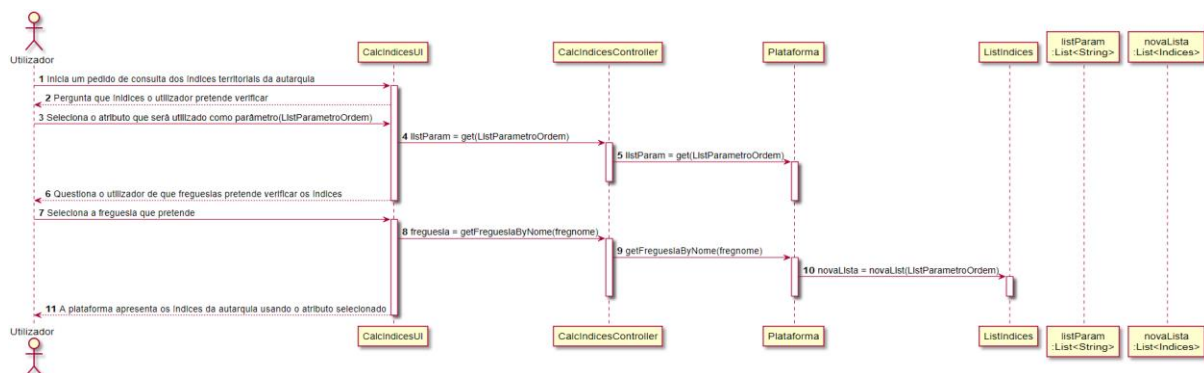 Utilizador
CalcIndicesUI
CalcIndicesController
Plataforma
ListIndices
listParam
:List<String>
novaLista
:List<Indices>
1 Inicia um pedido de consulta dos índices territoriais da autarquia
2 Pergunta que Inidices o utilizador pretende verificar
3 Seleciona o atributo que será utilizado como parâmetro(ListParametroOrdem)
4 listParam = get(ListParametroOrdem)
5 listParam = get(ListParametroOrdem)
6 Questiona o utilizador de que freguesias pretende verificar os índices
7 Seleciona a freguesia que pretende
8 freguesia = getFreguesiaByNome(fregnome)
9 getFreguesiaByNome(fregnome)
10 novaLista = novaList(ListParametroOrdem)
11 A plataforma apresenta os índices da autarquia usando o atributo selecionado
Utilizador
CalcIndicesUI
CalcIndicesController
Plataforma
ListIndices
listParam
:List<String>
novaLista
:List<Indices>